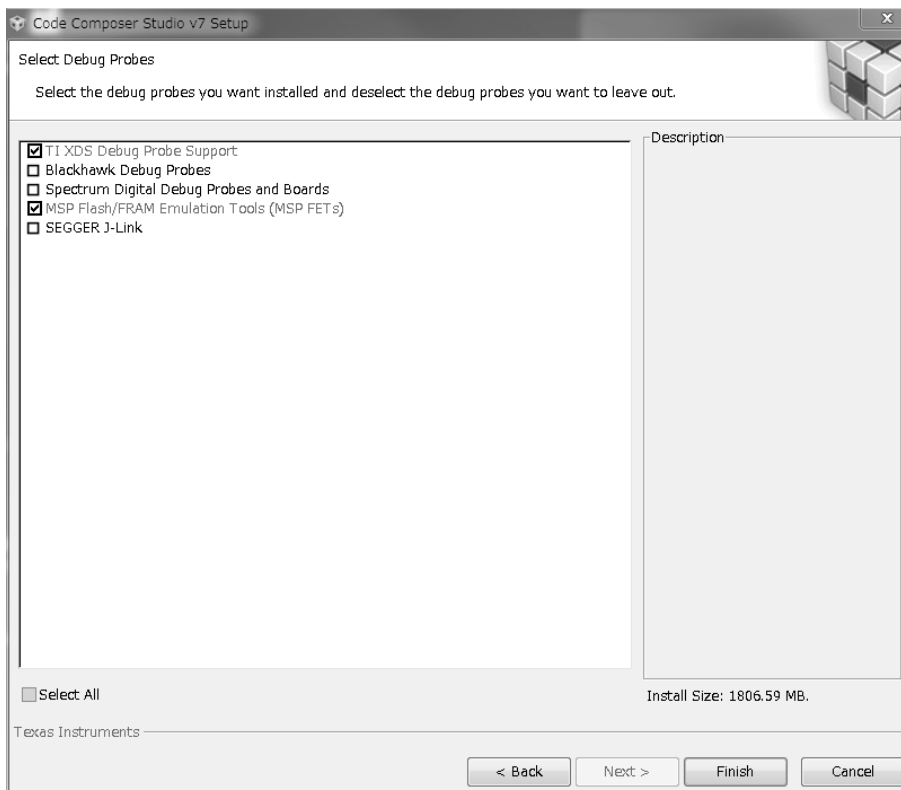 Code Composer Studio v7 Setup
x
Select Debug Probes
Select the debug probes you want installed and deselect the debug probes you want to leave out.
TI XDS Debug Probe Support
Blackhawk Debug Probes
Spectrum Digital Debug Probes and Boards
MSP Flash/FRAM Emulation Tools (MSP FETs)
SEGGER J-Link
Description
Select All
Install Size: 1806.59 MB.
Texas Instruments
< Back
Next >
Finish
Cancel